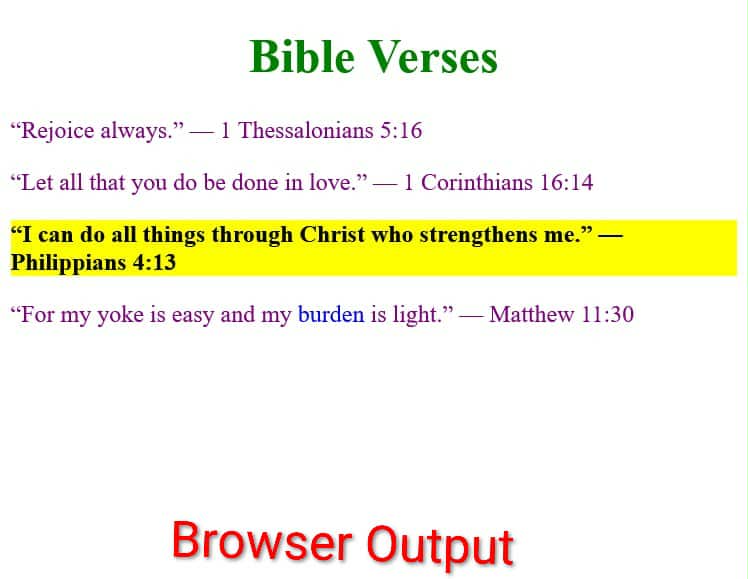 Bible Verses
“Rejoice always.” — 1 Thessalonians 5:16
“Let all that you do be done in love.” — 1 Corinthians 16:14
“I can do all things through Christ who strengthens me.” —
Philippians 4:13
“For my yoke is easy and my burden is light.” — Matthew 11:30
Browser Output